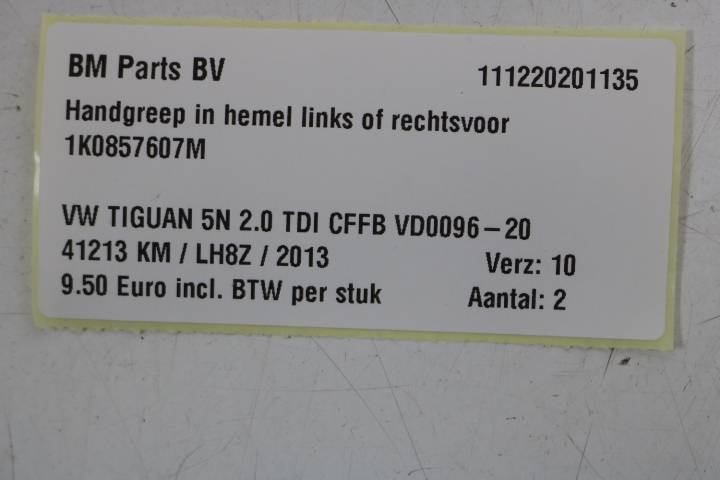 BM Parts BV 111220201135
Handgreep in hemel links of rechtsvoor
1K0857607M
VW TIGUAN 5N 2.0 TDI CFFB VD0096-20
41213 KM / LH8Z / 2013 Verz: 10
9.50 Euro incl. BTW per stuk Aantal: 2